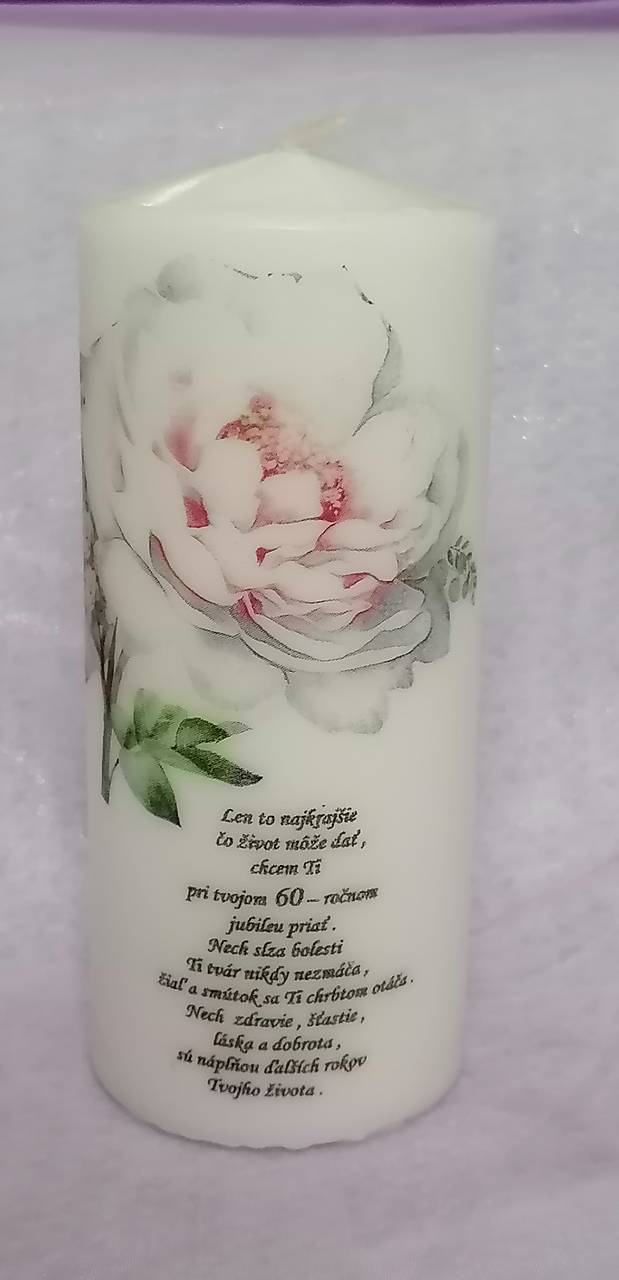 Len to najkrajšie
čo život môže dať ,
chcem Ti
pri tvojom 60 – ročnom
jubileu priať .
Nech slza bolesti
Ti tvár nikdy nezmáča ,
žiaľ a smútok sa Ti chrbtom otáča .
Nech zdravie , šťastie ,
láska a dobrota ,
sú náplňou ďalších rokov
Tvojho života .